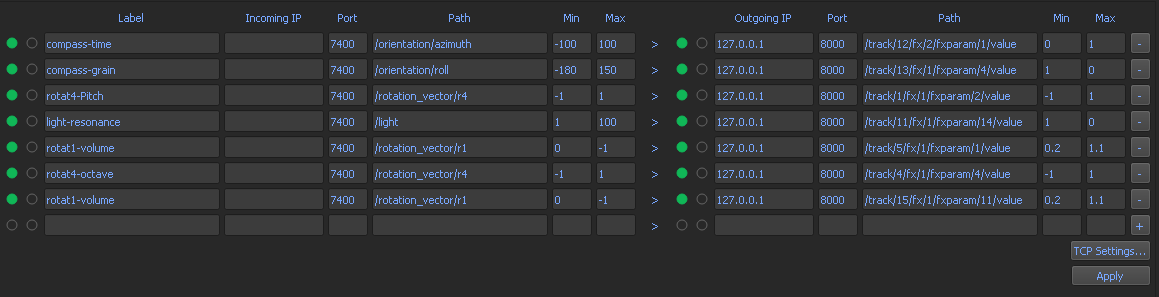 Label Incoming IP Port Path Min Max Outgoing IP Port Path Min Max
compass-time 7400 /orientation/azimuth -100 100 > 127.0.0.1 8000 /track/12/fx/2/fxparam/1/value 0 1 -
compass-grain 7400 /orientation/roll -180 150 > 127.0.0.1 8000 /track/13/fx/1/fxparam/4/value 1 0 -
rotat4-Pitch 7400 /rotation_vector/r4 -1 1 > 127.0.0.1 8000 /track/1/fx/1/fxparam/2/value -1 1 -
light-resonance 7400 /light 1 100 > 127.0.0.1 8000 /track/11/fx/1/fxparam/14/value 1 0 -
rotat1-volume 7400 /rotation_vector/r1 0 -1 > 127.0.0.1 8000 /track/5/fx/1/fxparam/1/value 0.2 1.1 -
rotat4-octave 7400 /rotation_vector/r4 -1 1 > 127.0.0.1 8000 /track/4/fx/1/fxparam/4/value -1 1 -
rotat1-volume 7400 /rotation_vector/r1 0 -1 > 127.0.0.1 8000 /track/15/fx/1/fxparam/11/value 0.2 1.1 -
> +
TCP Settings...
Apply